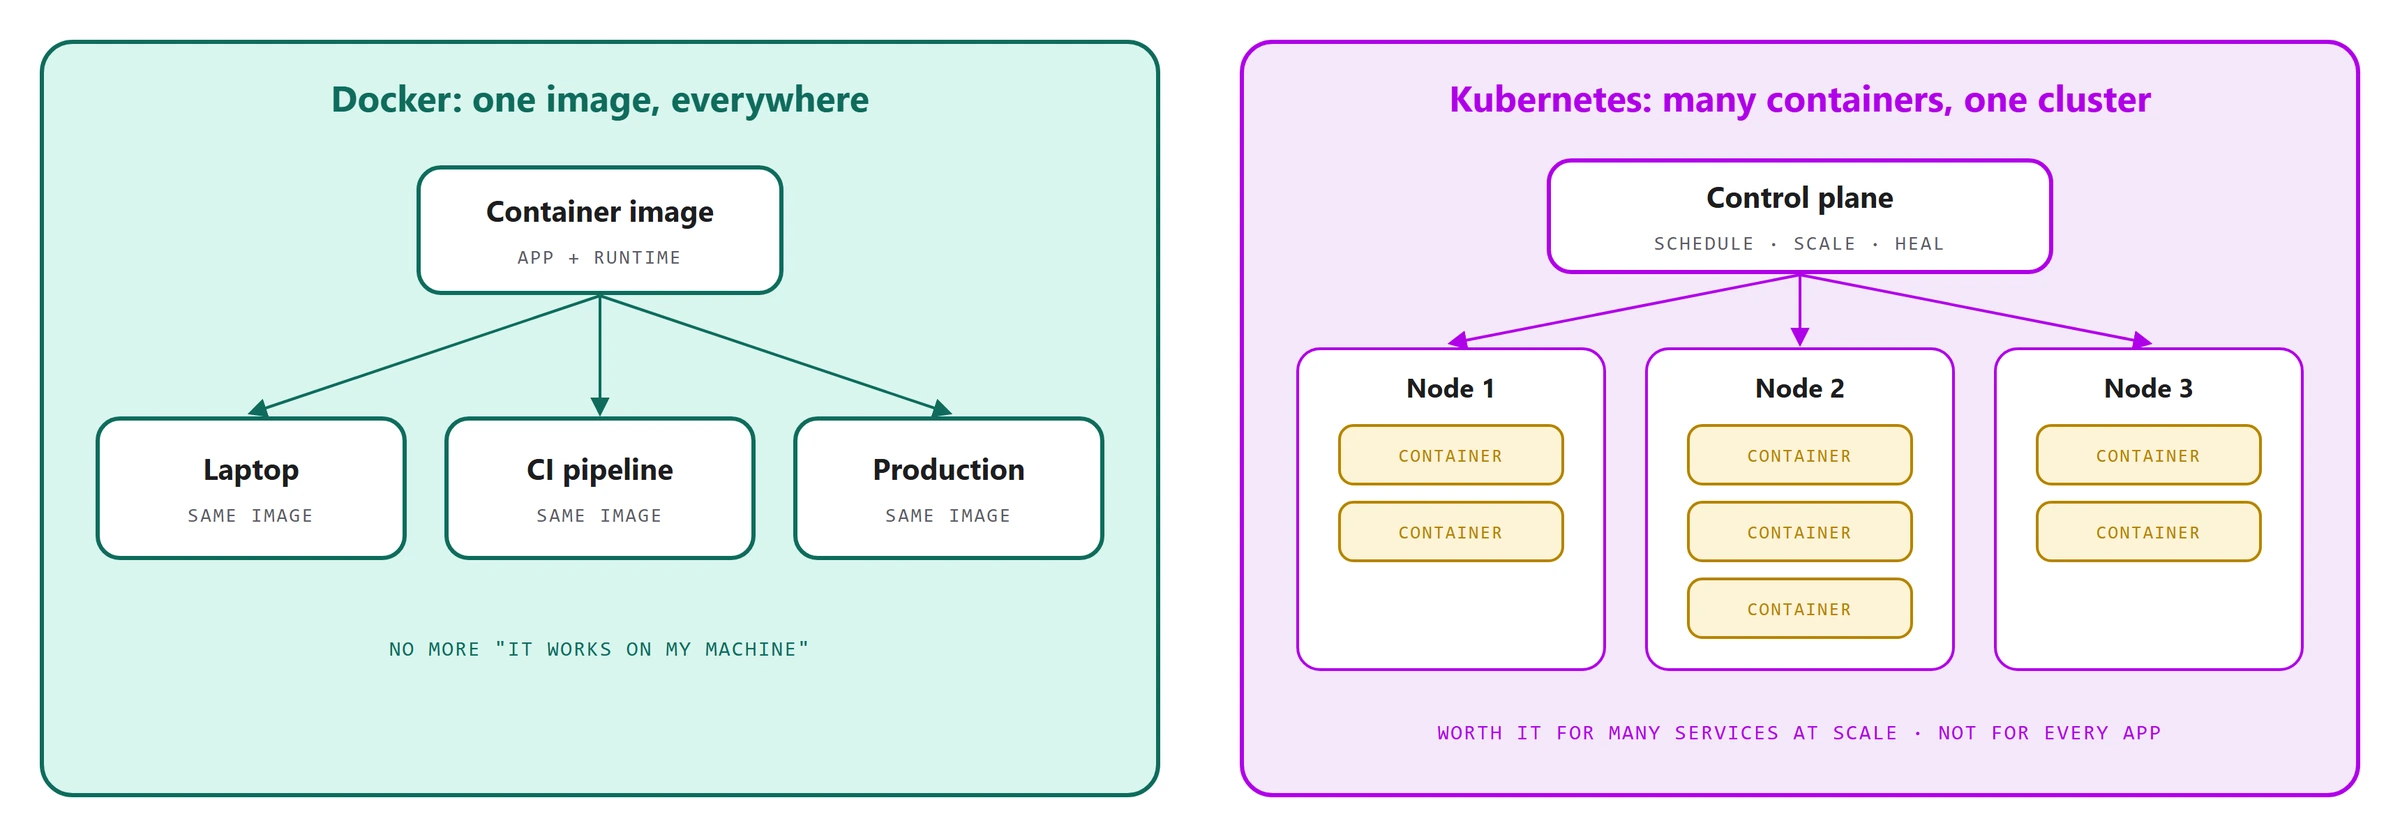 Docker: one image, everywhere
Container image
APP + RUNTIME
Laptop
SAME IMAGE
CI pipeline
SAME IMAGE
Production
SAME IMAGE
NO MORE "IT WORKS ON MY MACHINE"
Kubernetes: many containers, one cluster
Control plane
SCHEDULE · SCALE · HEAL
Node 1
CONTAINER
CONTAINER
Node 2
CONTAINER
CONTAINER
CONTAINER
Node 3
CONTAINER
CONTAINER
WORTH IT FOR MANY SERVICES AT SCALE · NOT FOR EVERY APP